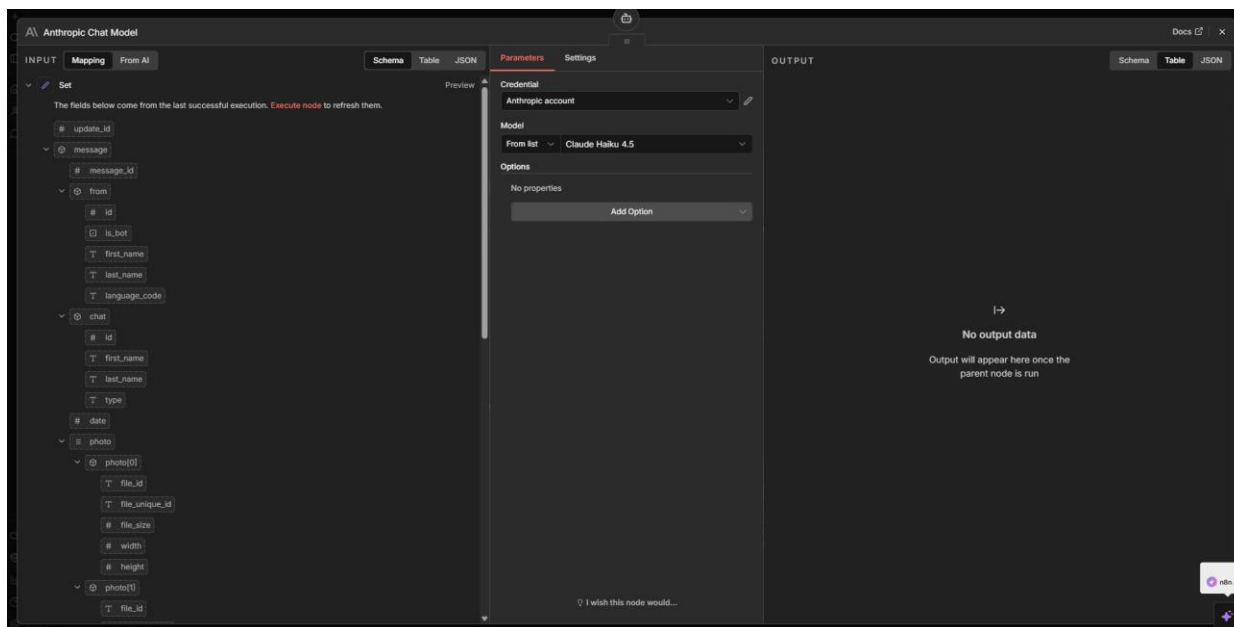 Anthropic Chat Model
Docs
INPUT Mapping From AI Schema Table JSON
Set Preview
The fields below come from the last successful execution. Execute node to refresh them.
# update_id
message
# message_id
from
# id
is_bot
T first_name
T last_name
T language_code
chat
# id
T first_name
T last_name
T type
# date
photo
photo[0]
T file_id
T file_unique_id
# file_size
# width
# height
photo[1]
T file_id
Parameters Settings
Credential
Anthropic account
Model
From list Claude Haiku 4.5
Options
No properties
Add Option
I wish this node would...
OUTPUT Schema Table JSON
No output data
Output will appear here once the
parent node is run
n8n